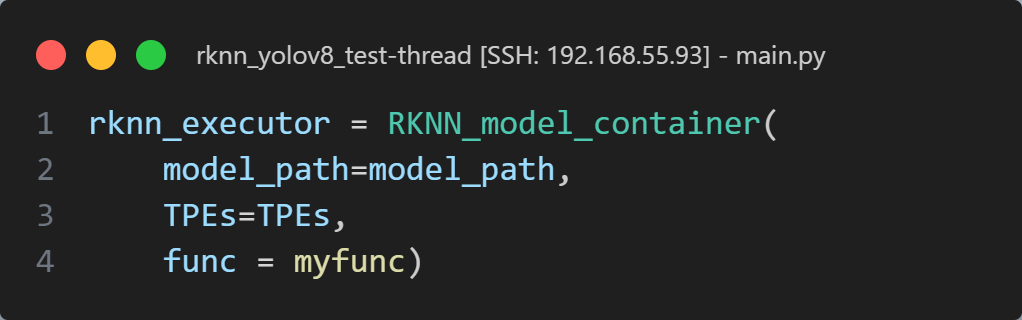 rknn_yolov8_test-thread [SSH: 192.168.55.93] - main.py
1 rknn_executor = RKNN_model_container(
2     model_path=model_path,
3     TPEs=TPEs,
4     func = myfunc)